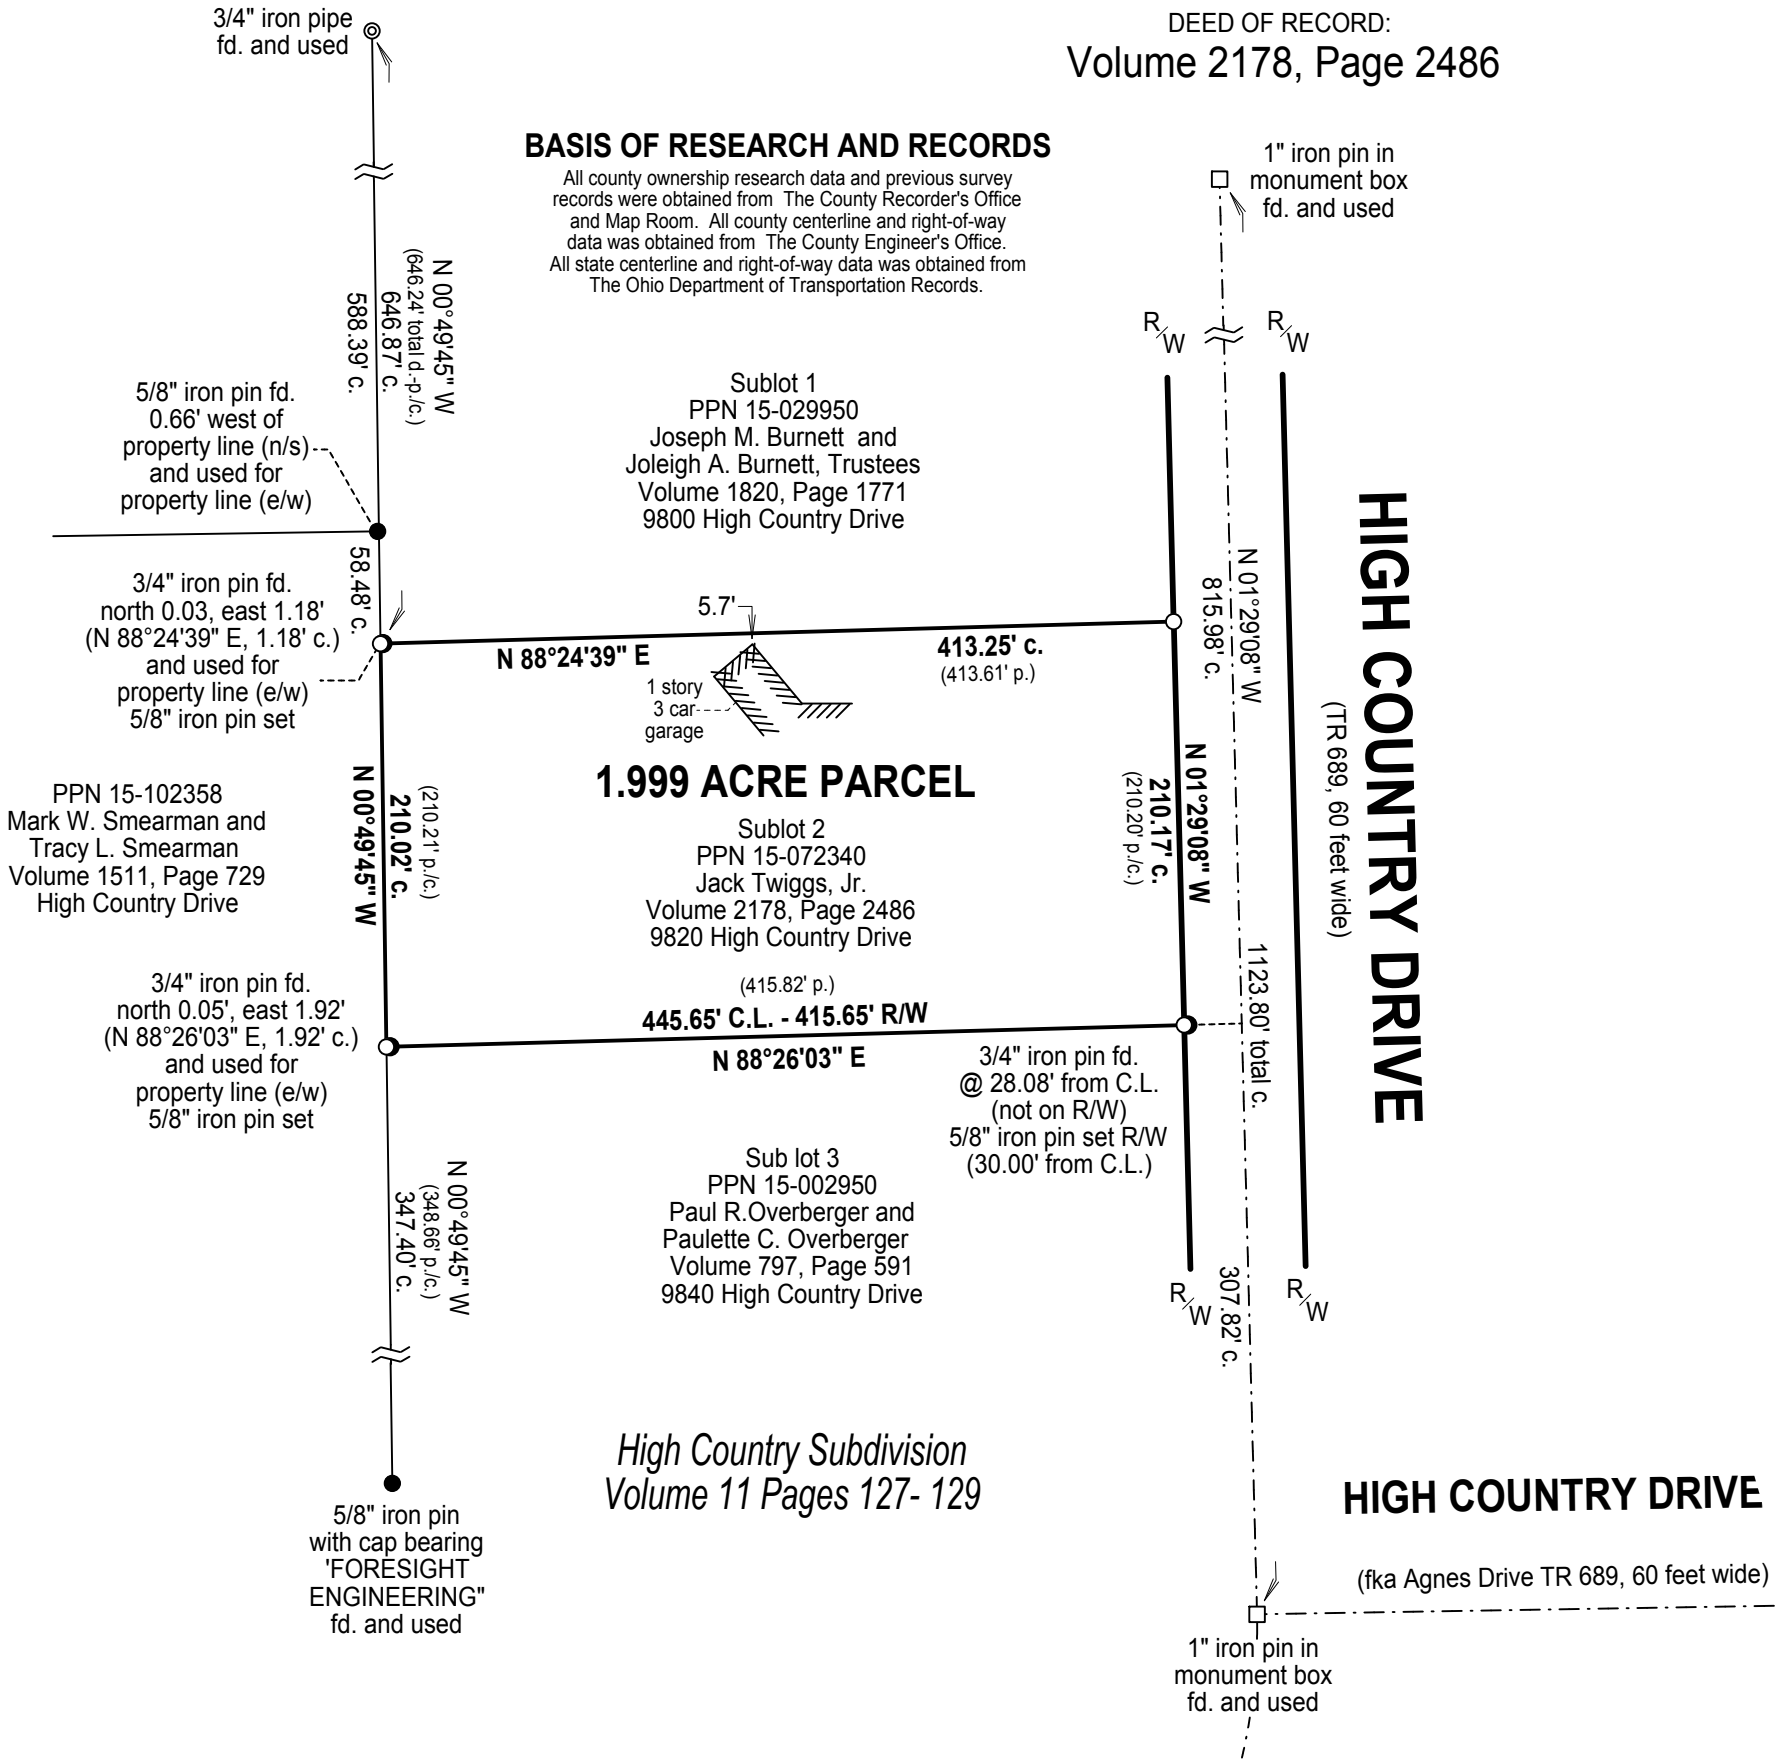 3/4" iron pipe
fd. and used
DEED OF RECORD:
Volume 2178, Page 2486
BASIS OF RESEARCH AND RECORDS
All county ownership research data and previous survey
records were obtained from The County Recorder's Office
and Map Room. All county centerline and right-of-way
data was obtained from The County Engineer's Office.
All state centerline and right-of-way data was obtained from
The Ohio Department of Transportation Records.
1" iron pin in
monument box
fd. and used
N 00°49'45" W
(646.24' total d.-p./c.)
646.87' c.
588.39' c.
R/W
R/W
5/8" iron pin fd.
0.66' west of
property line (n/s)
and used for
property line (e/w)
Sublot 1
PPN 15-029950
Joseph M. Burnett and
Joleigh A. Burnett, Trustees
Volume 1820, Page 1771
9800 High Country Drive
58.48' c.
3/4" iron pin fd.
north 0.03, east 1.18'
(N 88°24'39" E, 1.18' c.)
and used for
property line (e/w)
5/8" iron pin set
5.7'
N 88°24'39" E
413.25' c.
(413.61' p.)
1 story
3 car
garage
N 01°29'08" W
815.98' c.
HIGH COUNTRY DRIVE
(TR 689, 60 feet wide)
1.999 ACRE PARCEL
Sublot 2
PPN 15-072340
Jack Twiggs, Jr.
Volume 2178, Page 2486
9820 High Country Drive
PPN 15-102358
Mark W. Smearman and
Tracy L. Smearman
Volume 1511, Page 729
High Country Drive
(210.21' p./c.)
210.02' c.
N 00°49'45" W
N 01°29'08" W
210.17' c.
(210.20' p./c.)
1123.80' total c.
(415.82' p.)
445.65' C.L. - 415.65' R/W
N 88°26'03" E
3/4" iron pin fd.
north 0.05', east 1.92'
(N 88°26'03" E, 1.92' c.)
and used for
property line (e/w)
5/8" iron pin set
3/4" iron pin fd.
@ 28.08' from C.L.
(not on R/W)
5/8" iron pin set R/W
(30.00' from C.L.)
N 00°49'45" W
(348.66' p./c.)
347.40' c.
Sub lot 3
PPN 15-002950
Paul R.Overberger and
Paulette C. Overberger
Volume 797, Page 591
9840 High Country Drive
R/W
307.82' c.
R/W
High Country Subdivision
Volume 11 Pages 127- 129
5/8" iron pin
with cap bearing
'FORESIGHT
ENGINEERING"
fd. and used
HIGH COUNTRY DRIVE
(fka Agnes Drive TR 689, 60 feet wide)
1" iron pin in
monument box
fd. and used